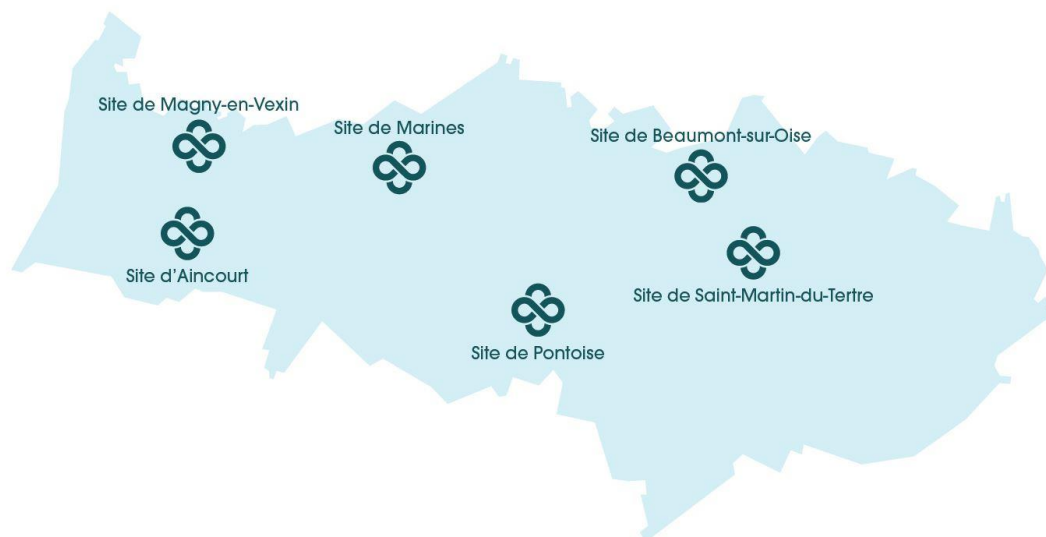 Site de Magny-en-Vexin
Site de Marines
Site de Beaumont-sur-Oise
Site d’Aincourt
Site de Saint-Martin-du-Tertre
Site de Pontoise